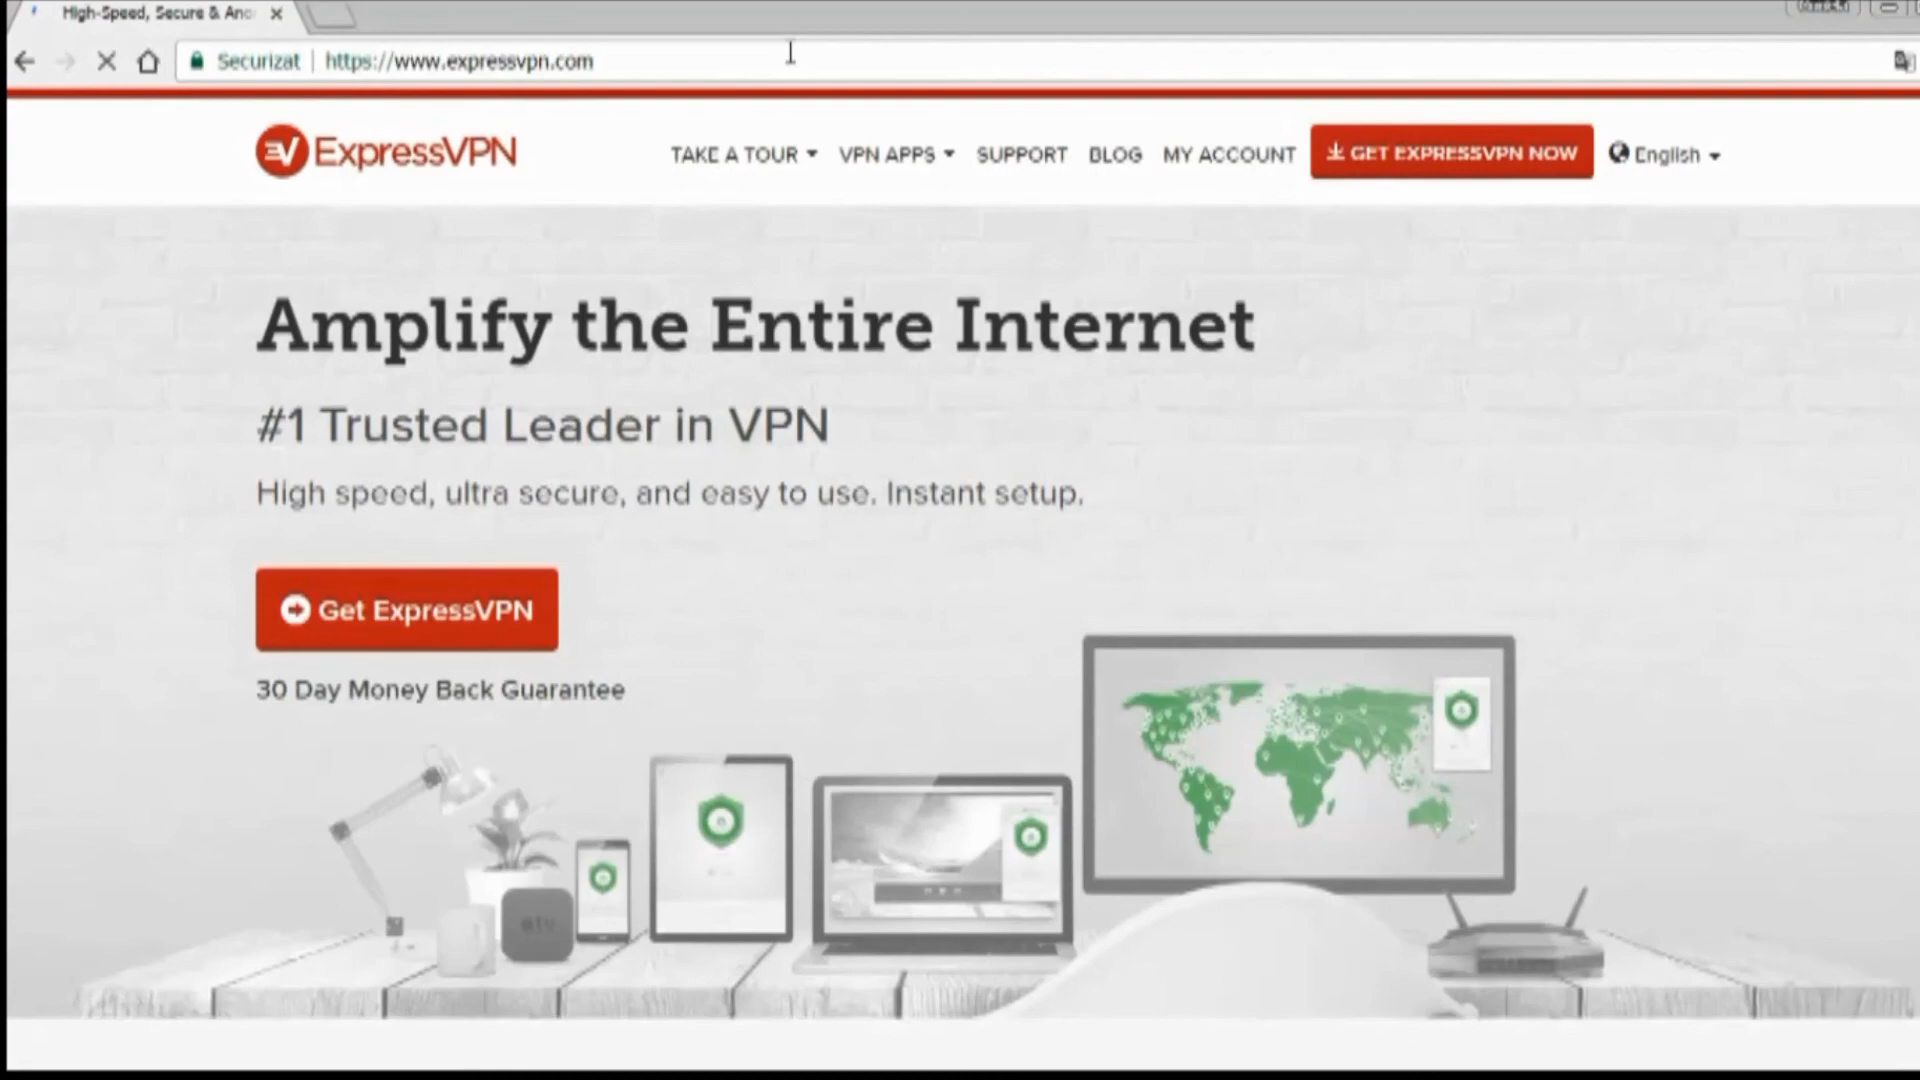 High-Speed, Secure & Ano
Securizat | https://www.expressvpn.com
ExpressVPN
TAKE A TOUR
VPN APPS
SUPPORT
BLOG
MY ACCOUNT
GET EXPRESSVPN NOW
English
Amplify the Entire Internet
#1 Trusted Leader in VPN
High speed, ultra secure, and easy to use. Instant setup.
Get ExpressVPN
30 Day Money Back Guarantee
tv